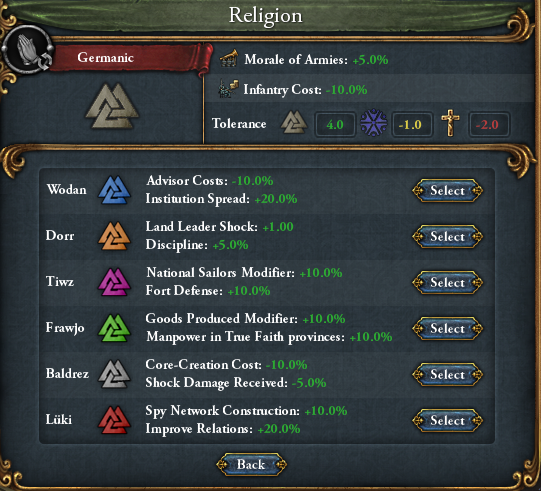 Religion
Germanic
Morale of Armies: +5.0%
Infantry Cost: -10.0%
Tolerance 4.0 -1.0 -2.0
Wodan
Advisor Costs: -10.0%
Institution Spread: +20.0%
Select
Dorr
Land Leader Shock: +1.00
Discipline: +5.0%
Select
Tiwz
National Sailors Modifier: +10.0%
Fort Defense: +10.0%
Select
Frawjo
Goods Produced Modifier: +10.0%
Manpower in True Faith provinces: +10.0%
Select
Baldrez
Core-Creation Cost: -10.0%
Shock Damage Received: -5.0%
Select
Lüki
Spy Network Construction: +10.0%
Improve Relations: +20.0%
Select
Back